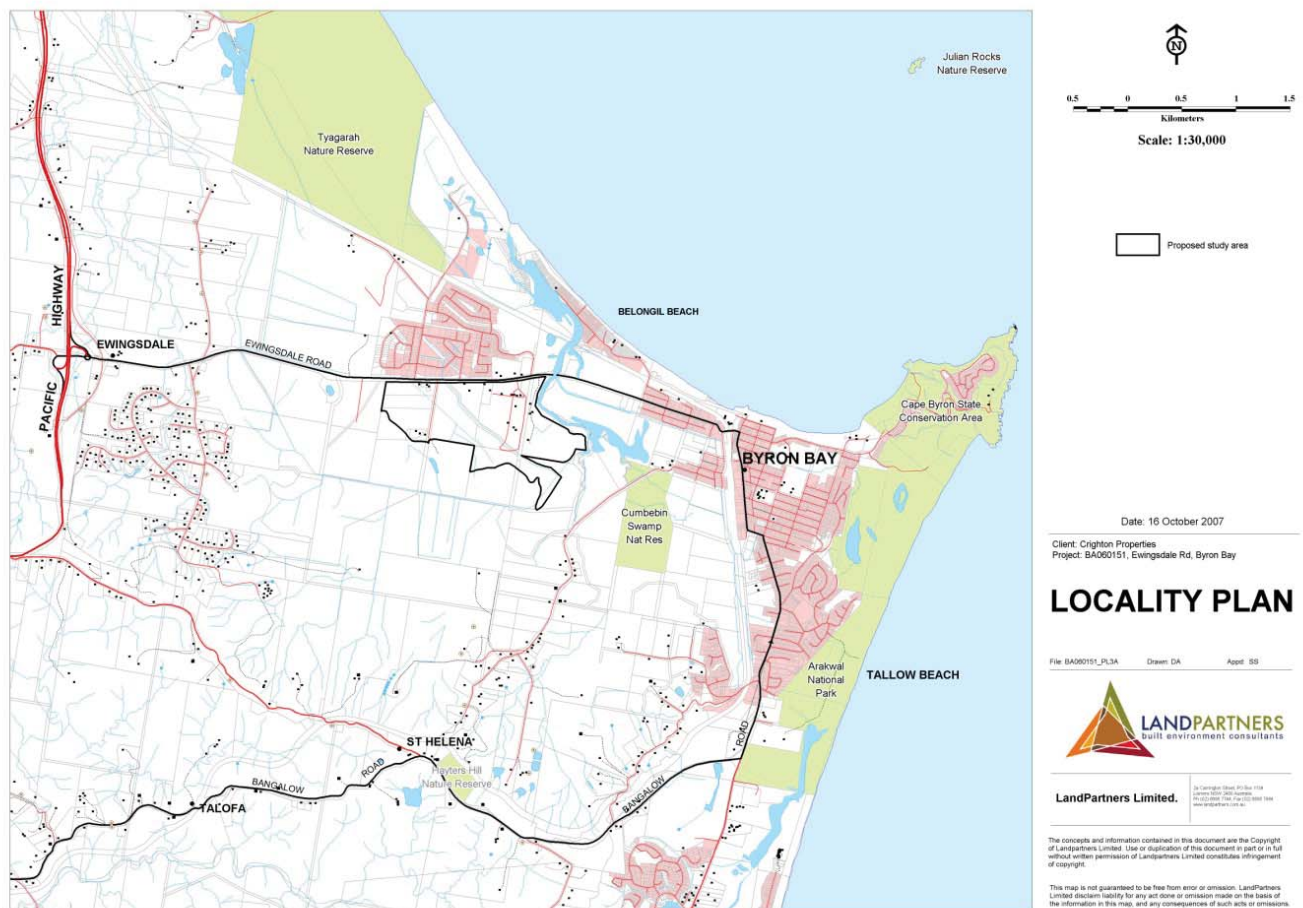 Julian Rocks
Nature Reserve
Tyagarah
Nature Reserve
BELONGIL BEACH
HIGHWAY
PACIFIC
EWINGSDALE
EWINGSDALE ROAD
Cape Byron State
Conservation Area
BYRON BAY
Cumbebin
Swamp
Nat Res
Arakwal
National
Park
TALLOW BEACH
ST HELENA
Hayters Hill
Nature Reserve
ROAD
BANGALOW
TALOFA
BANGALOW
ROAD
N
0.5 0 0.5 1 1.5
Kilometers
Scale: 1:30,000
Proposed study area
Date: 16 October 2007
Client: Crighton Properties
Project: BA060151, Ewingsdale Rd, Byron Bay
LOCALITY PLAN
File: BA060151_PL3A Drawn: DA Appd: SS
LANDPARTNERS
built environment consultants
LandPartners Limited.
The concepts and information contained in this document are the Copyright
of Landpartners Limited. Use or duplication of this document in part or in full
without written permission of Landpartners Limited constitutes infringement
of copyright.
This map is not guaranteed to be free from error or omission. LandPartners
Limited disclaim liability for any act done or omission made on the basis of
the information in this map, and any consequences of such acts or omissions.